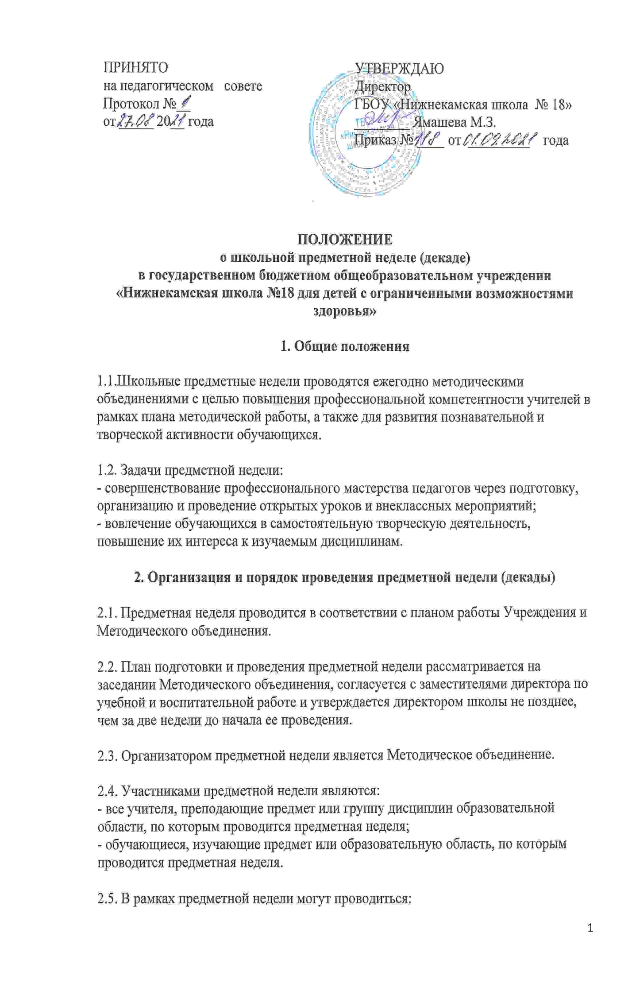 ПРИНЯТО
на педагогическом совете
Протокол № 1
от 27.08 2021 года
УТВЕРЖДАЮ
Директор
ГБОУ «Нижнекамская школа № 18»
Ямашева М.З.
Приказ № 118 от 01.09.2021 года
ПОЛОЖЕНИЕ
о школьной предметной неделе (декаде)
в государственном бюджетном общеобразовательном учреждении
«Нижнекамская школа №18 для детей с ограниченными возможностями
здоровья»
1. Общие положения
1.1.Школьные предметные недели проводятся ежегодно методическими
объединениями с целью повышения профессиональной компетентности учителей в
рамках плана методической работы, а также для развития познавательной и
творческой активности обучающихся.
1.2. Задачи предметной недели:
- совершенствование профессионального мастерства педагогов через подготовку,
организацию и проведение открытых уроков и внеклассных мероприятий;
- вовлечение обучающихся в самостоятельную творческую деятельность,
повышение их интереса к изучаемым дисциплинам.
2. Организация и порядок проведения предметной недели (декады)
2.1. Предметная неделя проводится в соответствии с планом работы Учреждения и
Методического объединения.
2.2. План подготовки и проведения предметной недели рассматривается на
заседании Методического объединения, согласуется с заместителями директора по
учебной и воспитательной работе и утверждается директором школы не позднее,
чем за две недели до начала ее проведения.
2.3. Организатором предметной недели является Методическое объединение.
2.4. Участниками предметной недели являются:
- все учителя, преподающие предмет или группу дисциплин образовательной
области, по которым проводится предметная неделя;
- обучающиеся, изучающие предмет или образовательную область, по которым
проводится предметная неделя.
2.5. В рамках предметной недели могут проводиться:
1